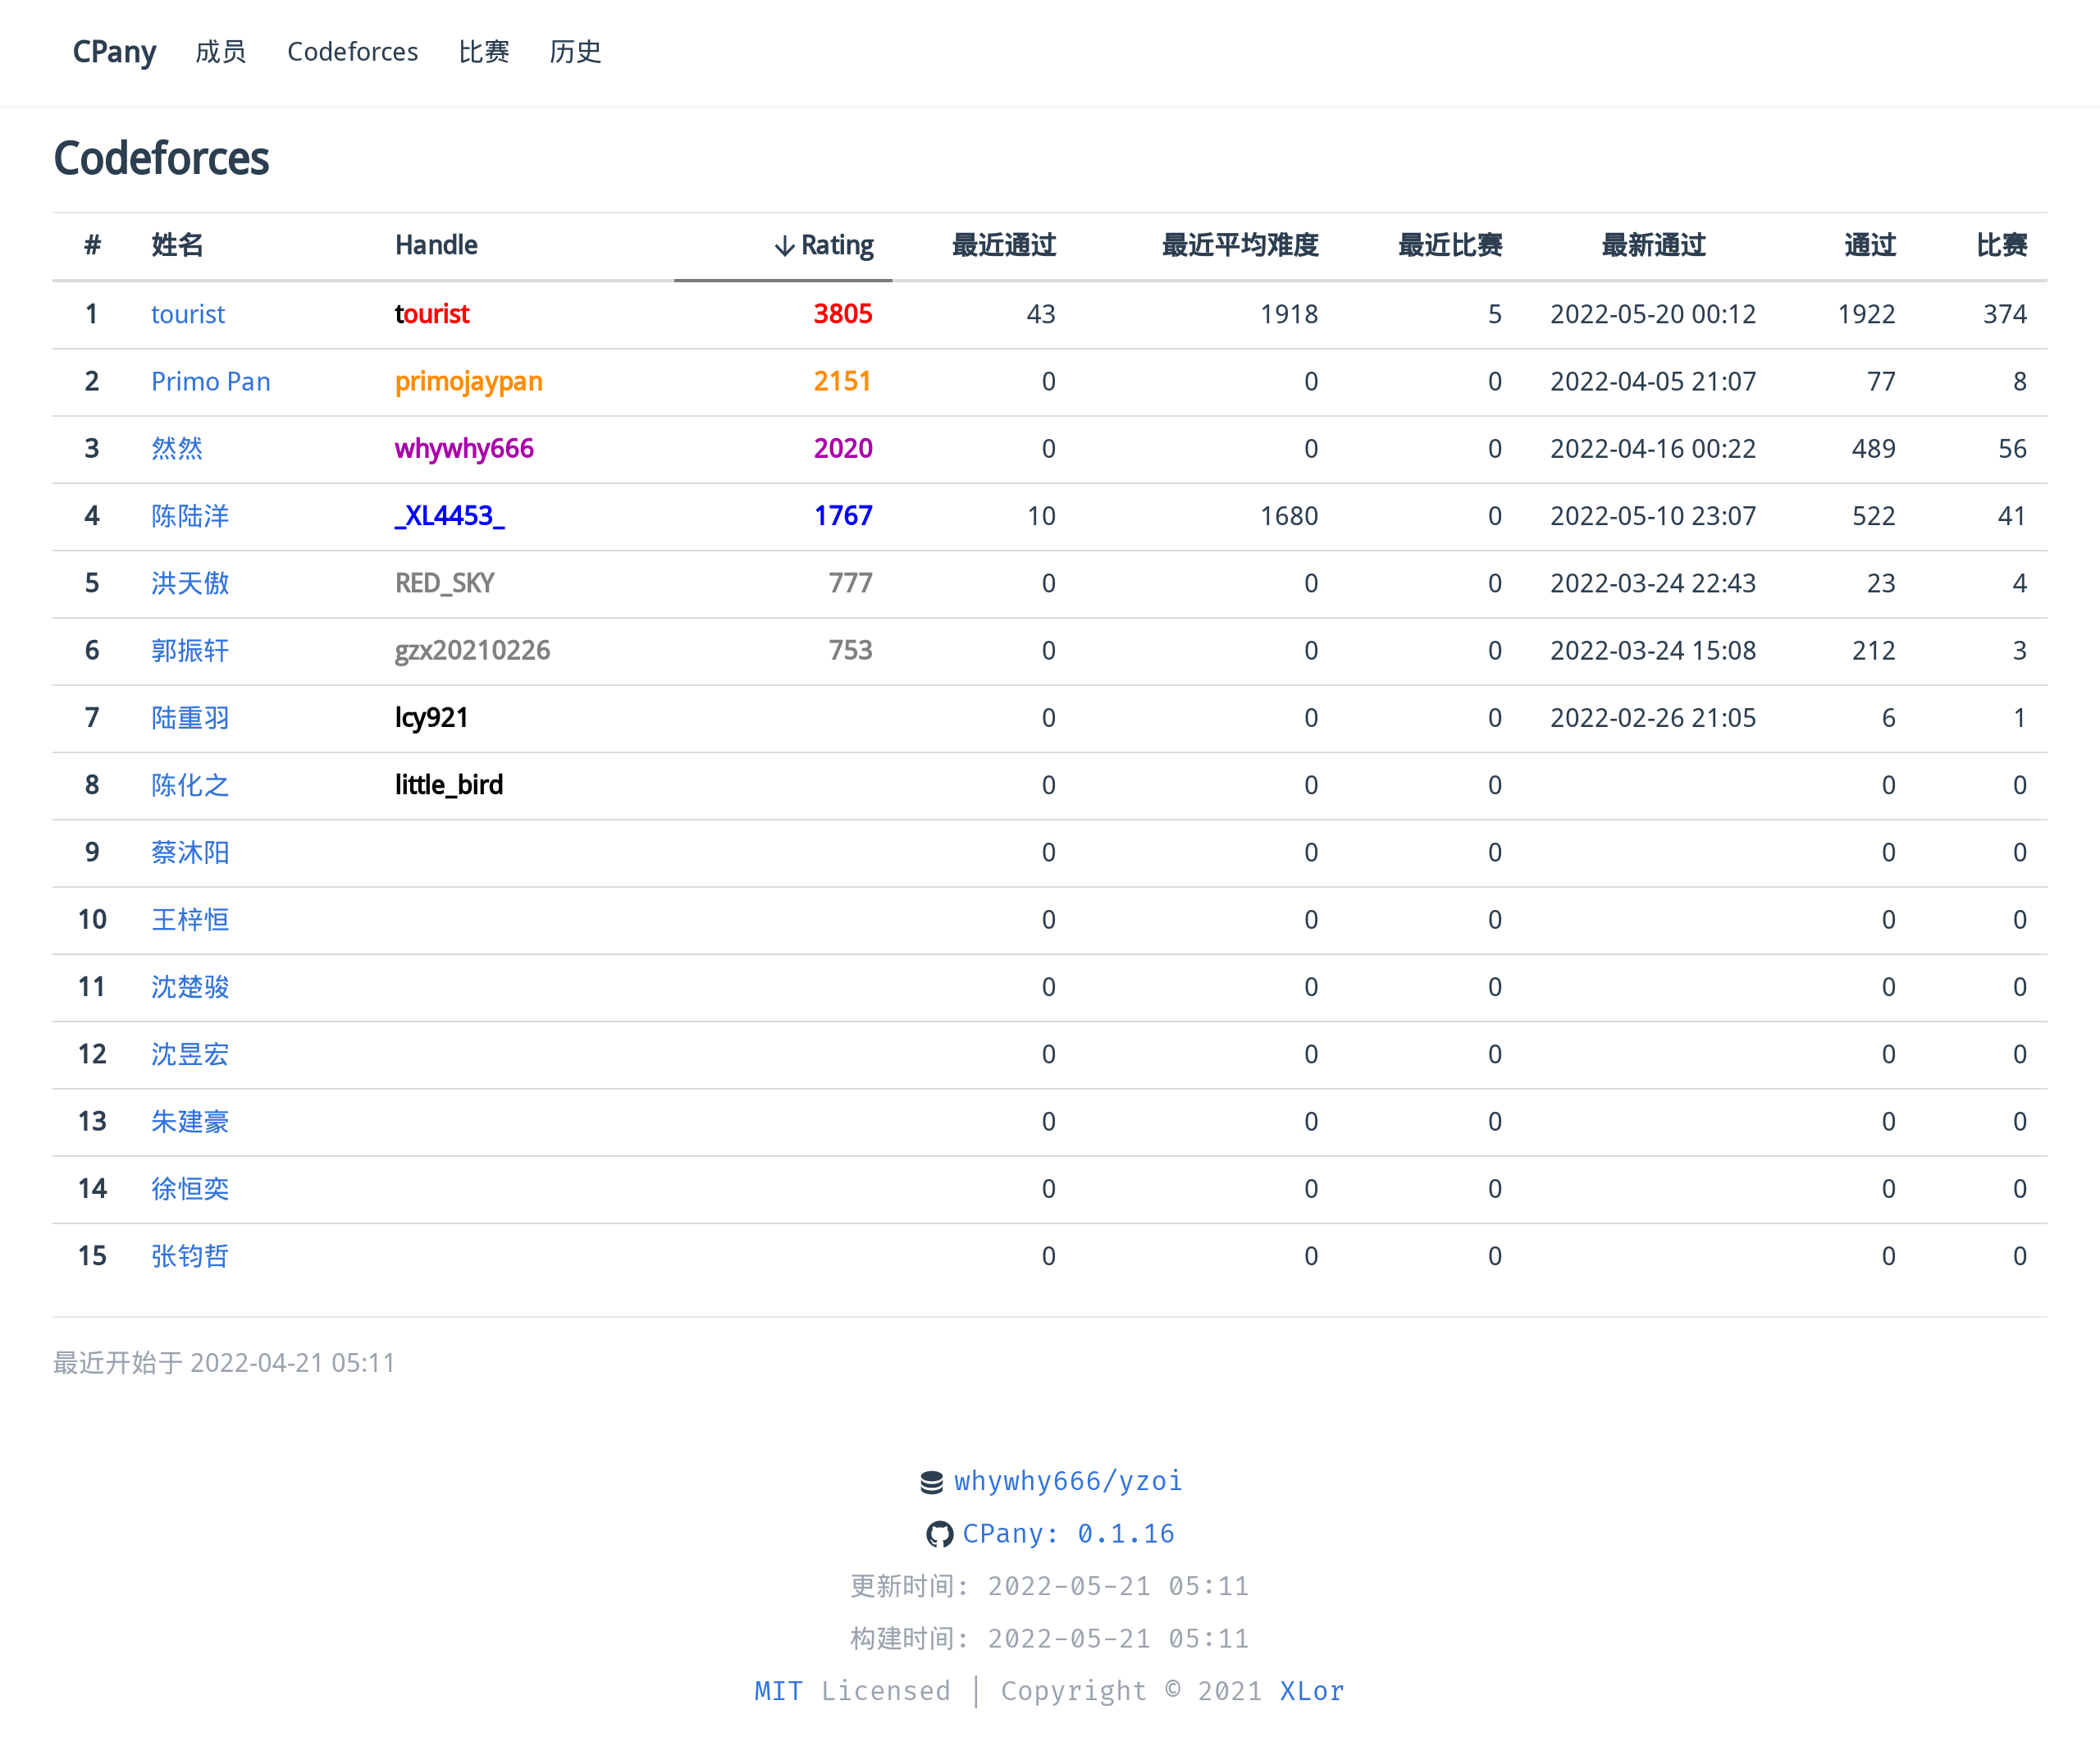 CPany 成员 Codeforces 比赛 历史
Codeforces
# 姓名 Handle ↓ Rating 最近通过 最近平均难度 最近比赛 最新通过 通过 比赛
1 tourist tourist 3805 43 1918 5 2022-05-20 00:12 1922 374
2 Primo Pan primojaypan 2151 0 0 0 2022-04-05 21:07 77 8
3 然然 whywhy666 2020 0 0 0 2022-04-16 00:22 489 56
4 陈陆洋 _XL4453_ 1767 10 1680 0 2022-05-10 23:07 522 41
5 洪天傲 RED_SKY 777 0 0 0 2022-03-24 22:43 23 4
6 郭振轩 gzx20210226 753 0 0 0 2022-03-24 15:08 212 3
7 陆重羽 lcy921 0 0 0 2022-02-26 21:05 6 1
8 陈化之 little_bird 0 0 0 0 0
9 蔡沐阳 0 0 0 0 0
10 王梓恒 0 0 0 0 0
11 沈楚骏 0 0 0 0 0
12 沈昱宏 0 0 0 0 0
13 朱建豪 0 0 0 0 0
14 徐恒奕 0 0 0 0 0
15 张钧哲 0 0 0 0 0
最近开始于 2022-04-21 05:11
whywhy666/yzoi
CPany: 0.1.16
更新时间: 2022-05-21 05:11
构建时间: 2022-05-21 05:11
MIT Licensed | Copyright © 2021 XLor